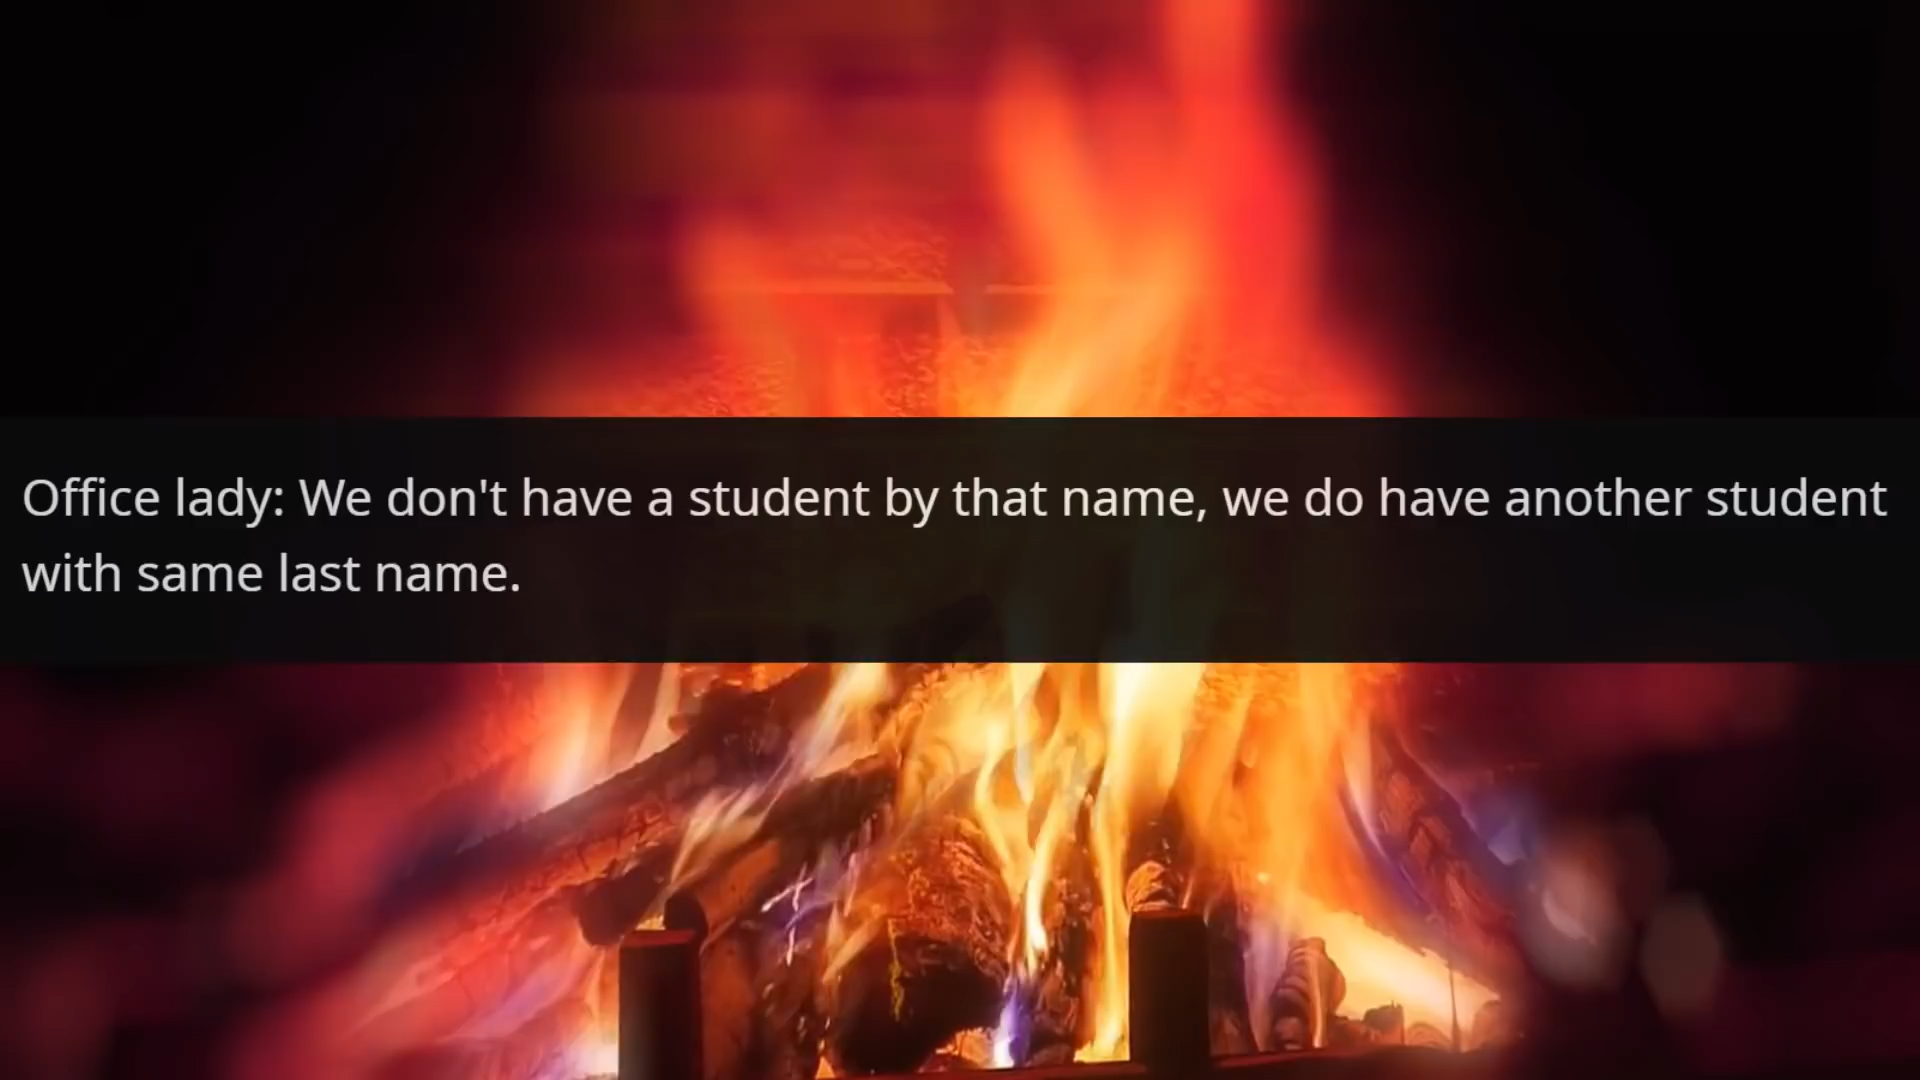 Office lady: We don't have a student by that name, we do have another student
with same last name.